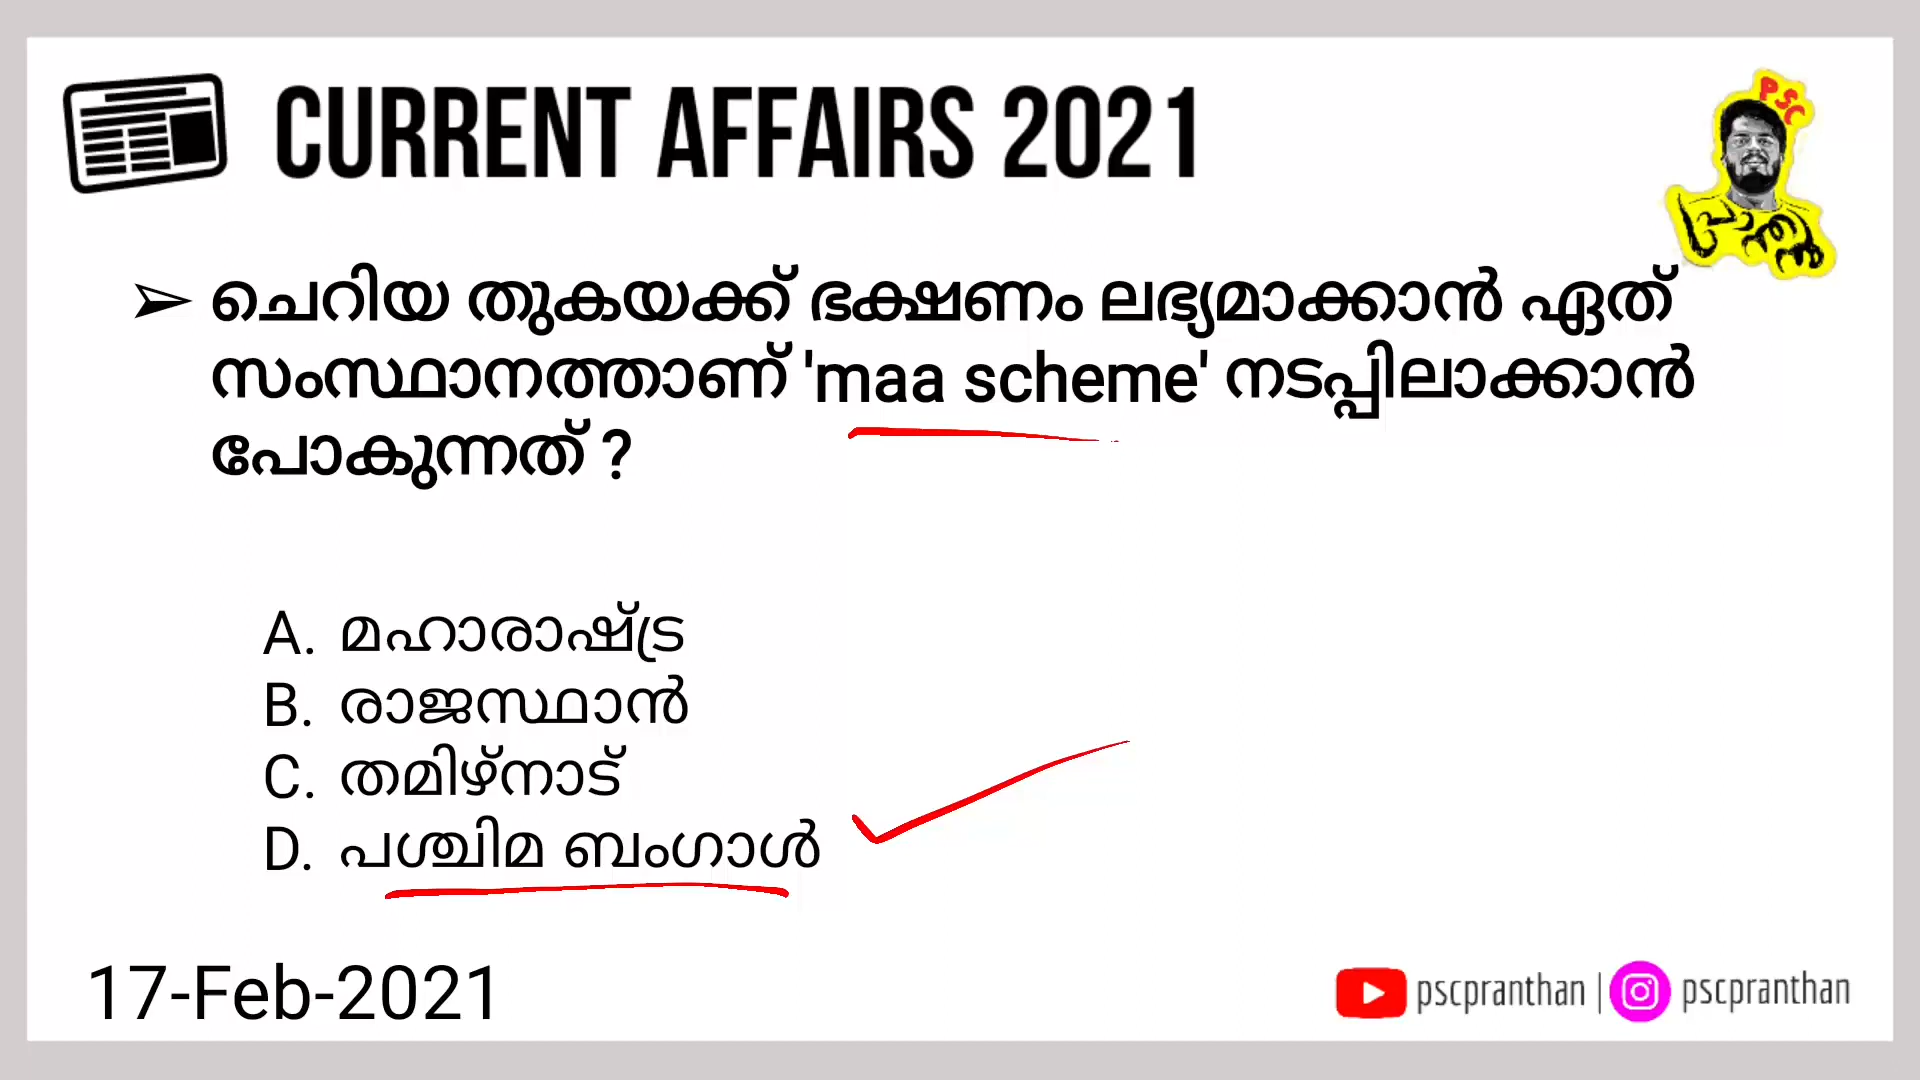 CURRENT AFFAIRS 2021
PSC
പ്രാന്തൻ
➢ ചെറിയ തുകയക്ക് ഭക്ഷണം ലഭ്യമാക്കാൻ ഏത്
സംസ്ഥാനത്താണ് 'maa scheme' നടപ്പിലാക്കാൻ
പോകുന്നത് ?
A. മഹാരാഷ്ട്ര
B. രാജസ്ഥാൻ
C. തമിഴ്നാട്
D. പശ്ചിമ ബംഗാൾ
17-Feb-2021
pscpranthan | pscpranthan